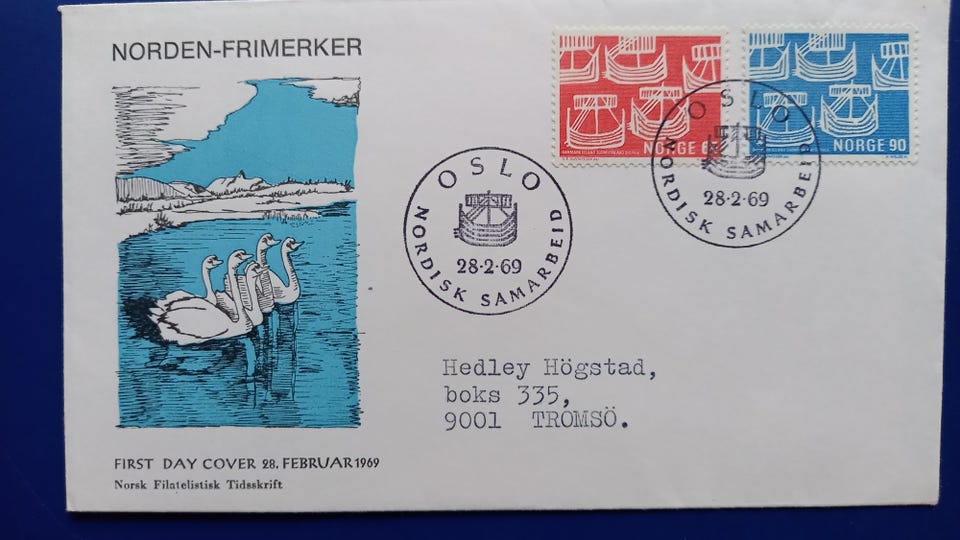 NORDEN-FRIMERKER
NORGE 6
NORGE 90
OSLO
28·2·69
NORDISK SAMARBEID
OSLO
28·2·69
NORDISK SAMARBEID
Hedley Högstad,
boks 335,
9001 TROMSÖ.
FIRST DAY COVER 28. FEBRUAR 1969
Norsk Filatelistisk Tidsskrift